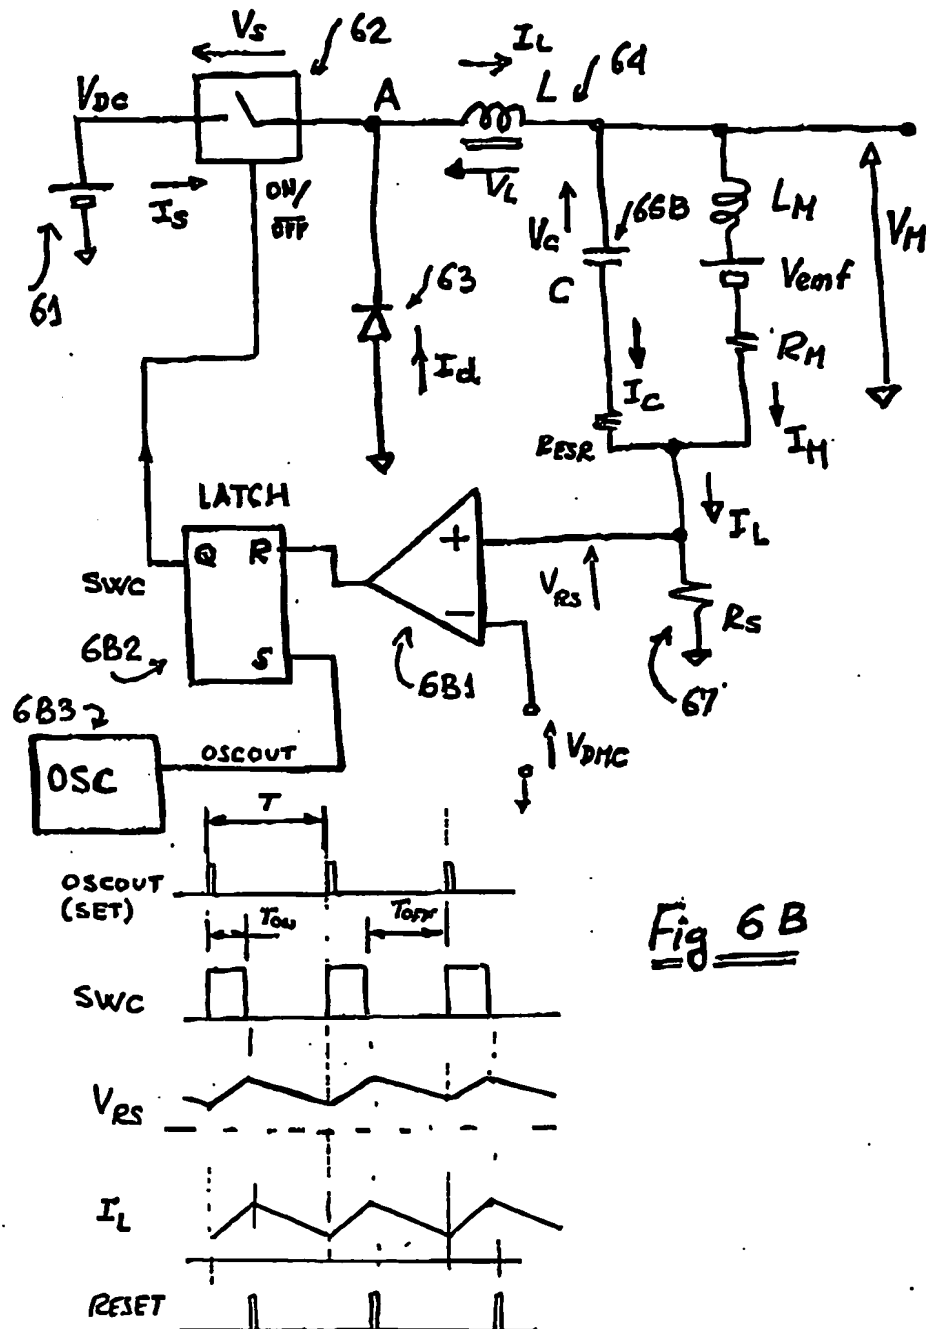 Vs
62
IL
64
VDC
A
L
Is
ON/
OFF
VL
Vc
66B
LM
VM
61
63
C
Vemf
Id
RM
Ic
RESR
IM
LATCH
IL
Q
R
+
SWC
VRS
Rs
−
6B2
S
6B1
67
6B3
OSCOUT
VDMC
OSC
T
OSCOUT
(SET)
TON
TOFF
Fig 6B
SWC
VRS
IL
RESET